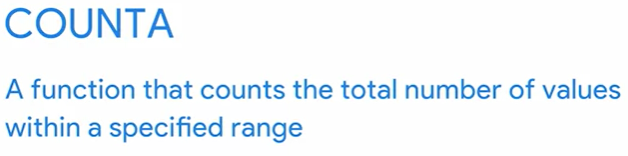 COUNTA
A function that counts the total number of values
within a specified range